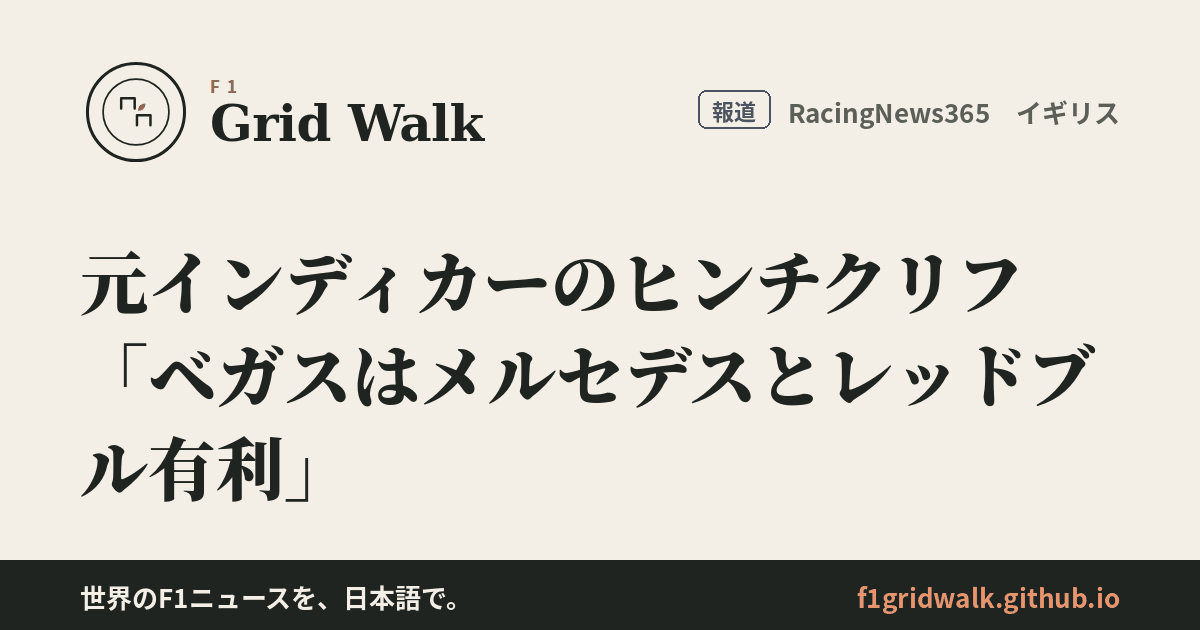 F1
Grid Walk
報道 RacingNews365 イギリス
元インディカーのヒンチクリフ
「ベガスはメルセデスとレッドブ
ル有利」
世界のF1ニュースを、日本語で。
f1gridwalk.github.io